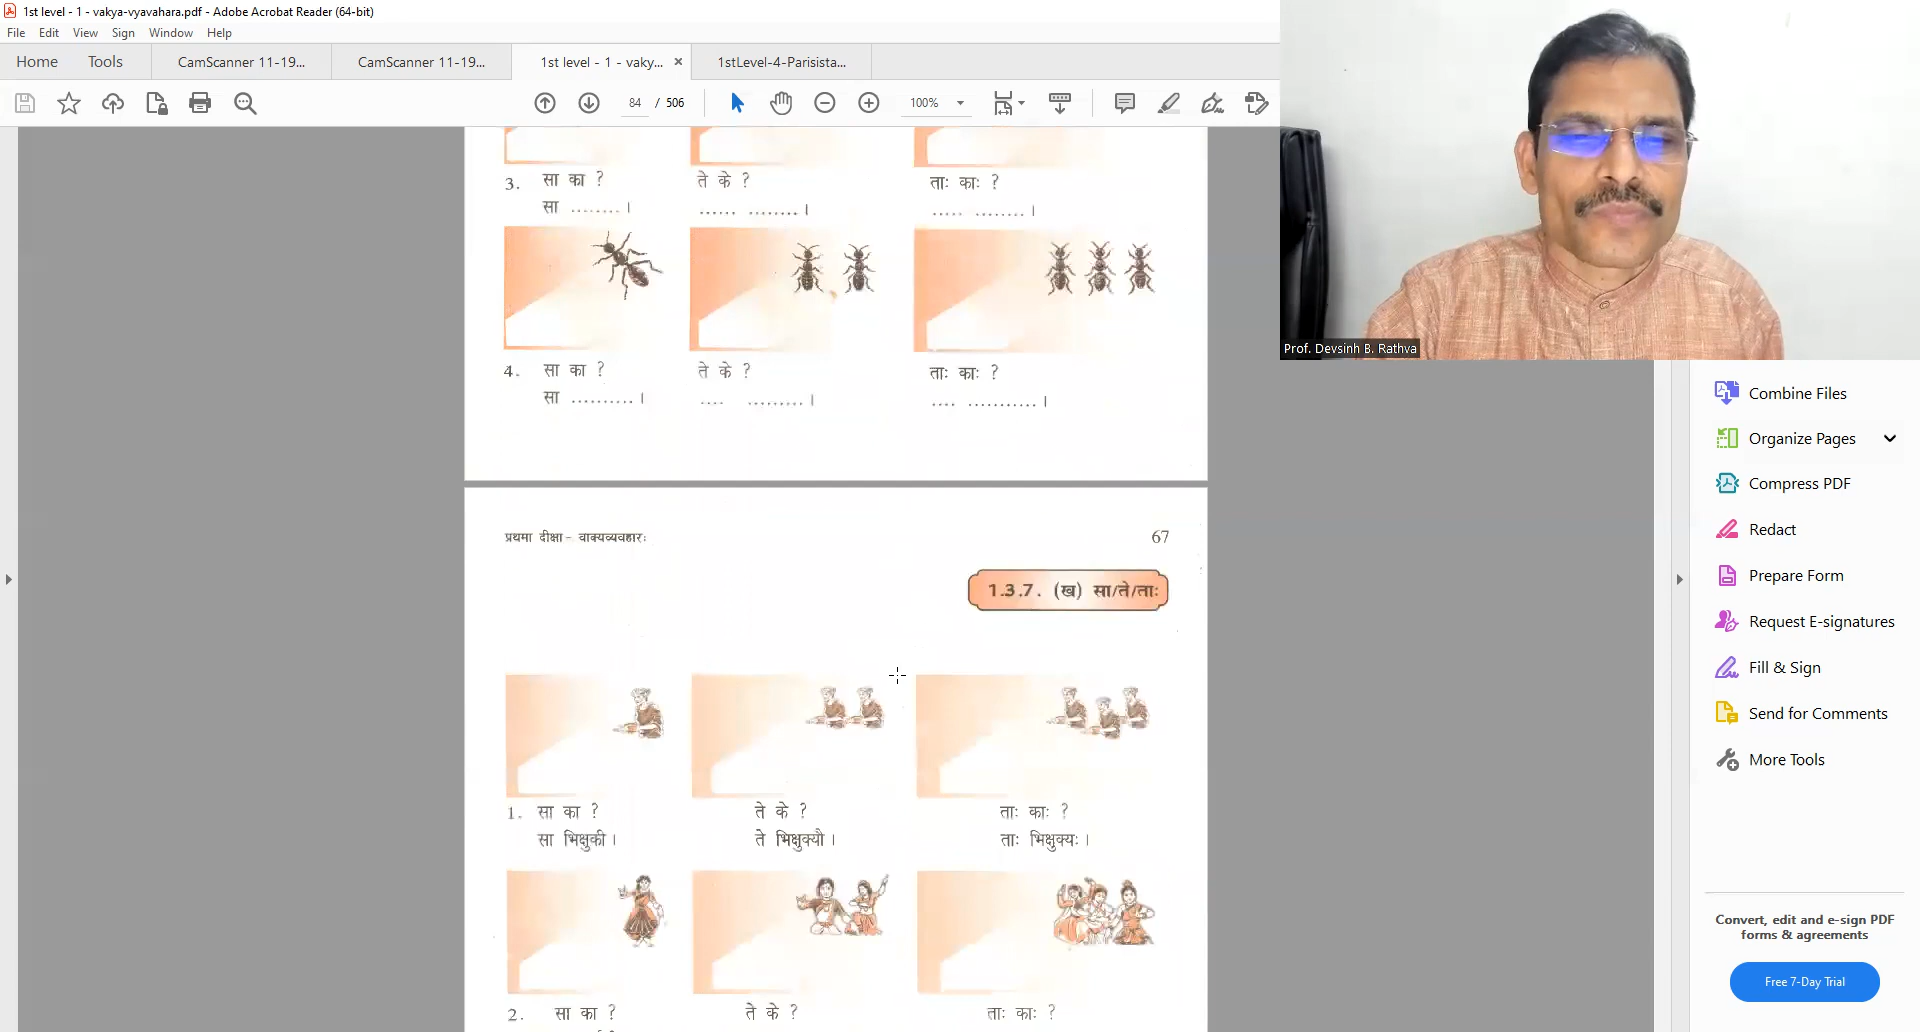 1st level - 1 - vakya-vyavahara.pdf - Adobe Acrobat Reader (64-bit)
File Edit View Sign Window Help
Home Tools CamScanner 11-19... CamScanner 11-19... 1st level - 1 - vaky... 1stLevel-4-Parisista...
84 / 506 100%
3. सा का ? ते के ? ताः काः ?
सा ........ । ...... ........ । ..... ........ ।
4. सा का ? ते के ? ताः काः ?
सा .......... । .... ......... । .... ........... ।
प्रथमा दीक्षा - वाक्यव्यवहारः 67
1.3.7. (ख) सा/ते/ताः
1. सा का ? ते के ? ताः काः ?
सा भिक्षुकी । ते भिक्षुक्यौ । ताः भिक्षुक्यः ।
2. सा का ? ते के ? ताः काः ?
Prof. Devsinh B. Rathva
Combine Files
Organize Pages
Compress PDF
Redact
Prepare Form
Request E-signatures
Fill & Sign
Send for Comments
More Tools
Convert, edit and e-sign PDF
forms & agreements
Free 7-Day Trial